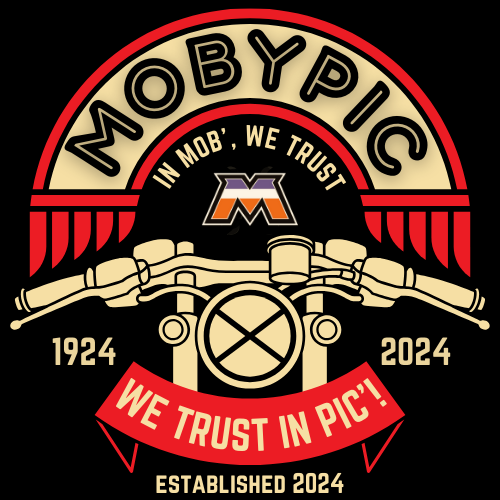 MOBYPIC
IN MOB', WE TRUST
M
1924
2024
WE TRUST IN PIC'!
ESTABLISHED 2024